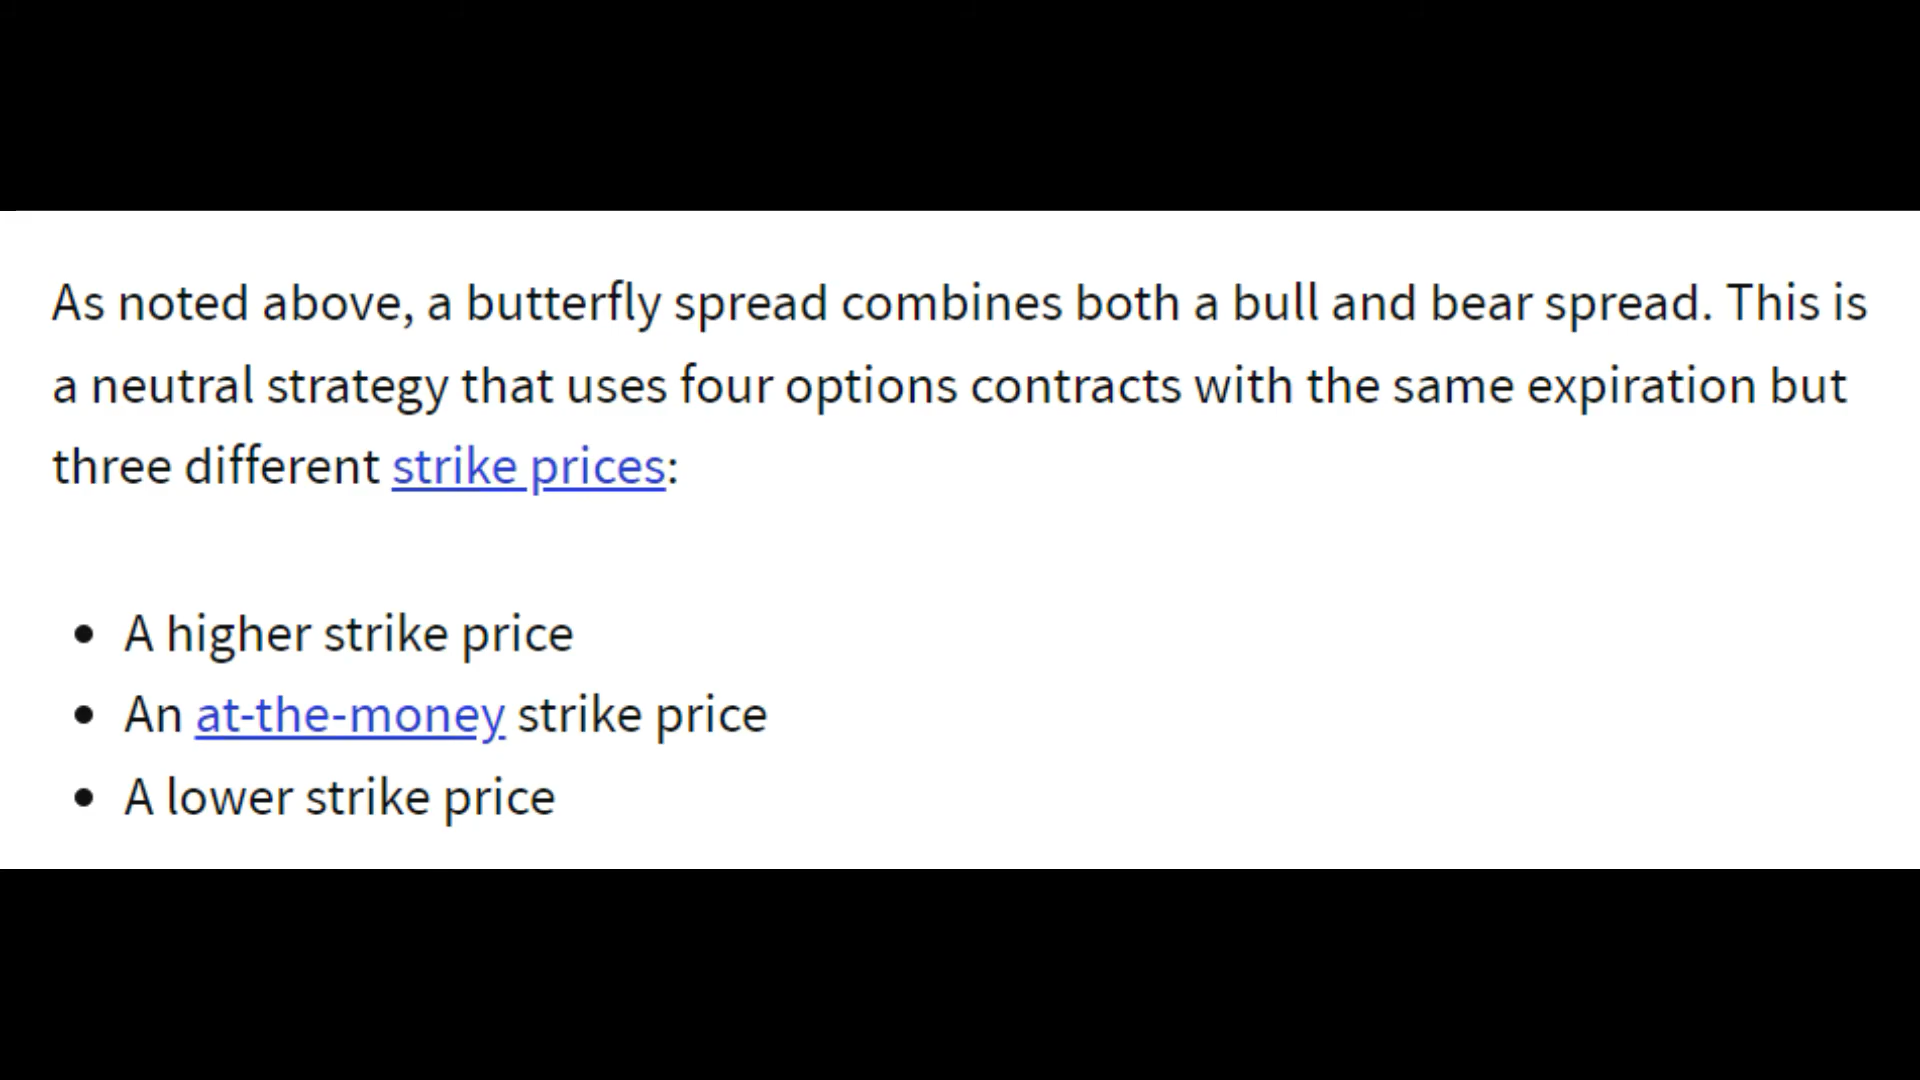 As noted above, a butterfly spread combines both a bull and bear spread. This is
a neutral strategy that uses four options contracts with the same expiration but
three different strike prices:
• A higher strike price
• An at-the-money strike price
• A lower strike price